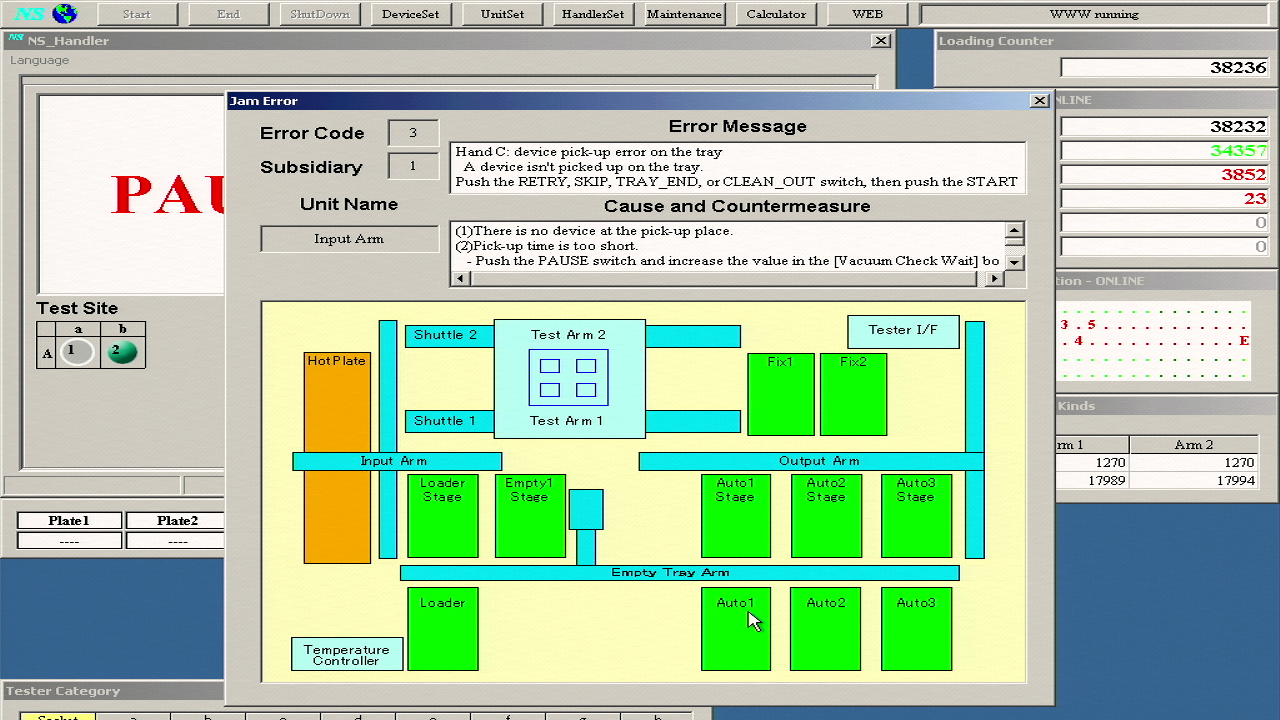 NS Start End ShutDown DeviceSet UnitSet HandlerSet Maintenance Calculator WEB WWW running
NS NS_Handler
Language
Loading Counter
38236
NLINE
38232
34357
3852
23
0
0
tion - ONLINE
3 . 5
. 4
E
Kinds
rm 1 Arm 2
1270 1270
17989 17994
PAU
Test Site
a b
A 1 2
Plate1 Plate2
---- ----
Jam Error
Error Code 3
Subsidiary 1
Unit Name
Input Arm
Error Message
Hand C: device pick-up error on the tray
A device isn't picked up on the tray.
Push the RETRY, SKIP, TRAY_END, or CLEAN_OUT switch, then push the START
Cause and Countermeasure
(1)There is no device at the pick-up place.
(2)Pick-up time is too short.
- Push the PAUSE switch and increase the value in the [Vacuum Check Wait] bo
Shuttle 2
Test Arm 2
Tester I/F
HotPlate
Fix1
Fix2
Shuttle 1
Test Arm 1
Input Arm
Output Arm
Loader
Stage
Empty1
Stage
Auto1
Stage
Auto2
Stage
Auto3
Stage
Empty Tray Arm
Loader
Auto1
Auto2
Auto3
Temperature
Controller
Tester Category
Socket a b c d e f g h